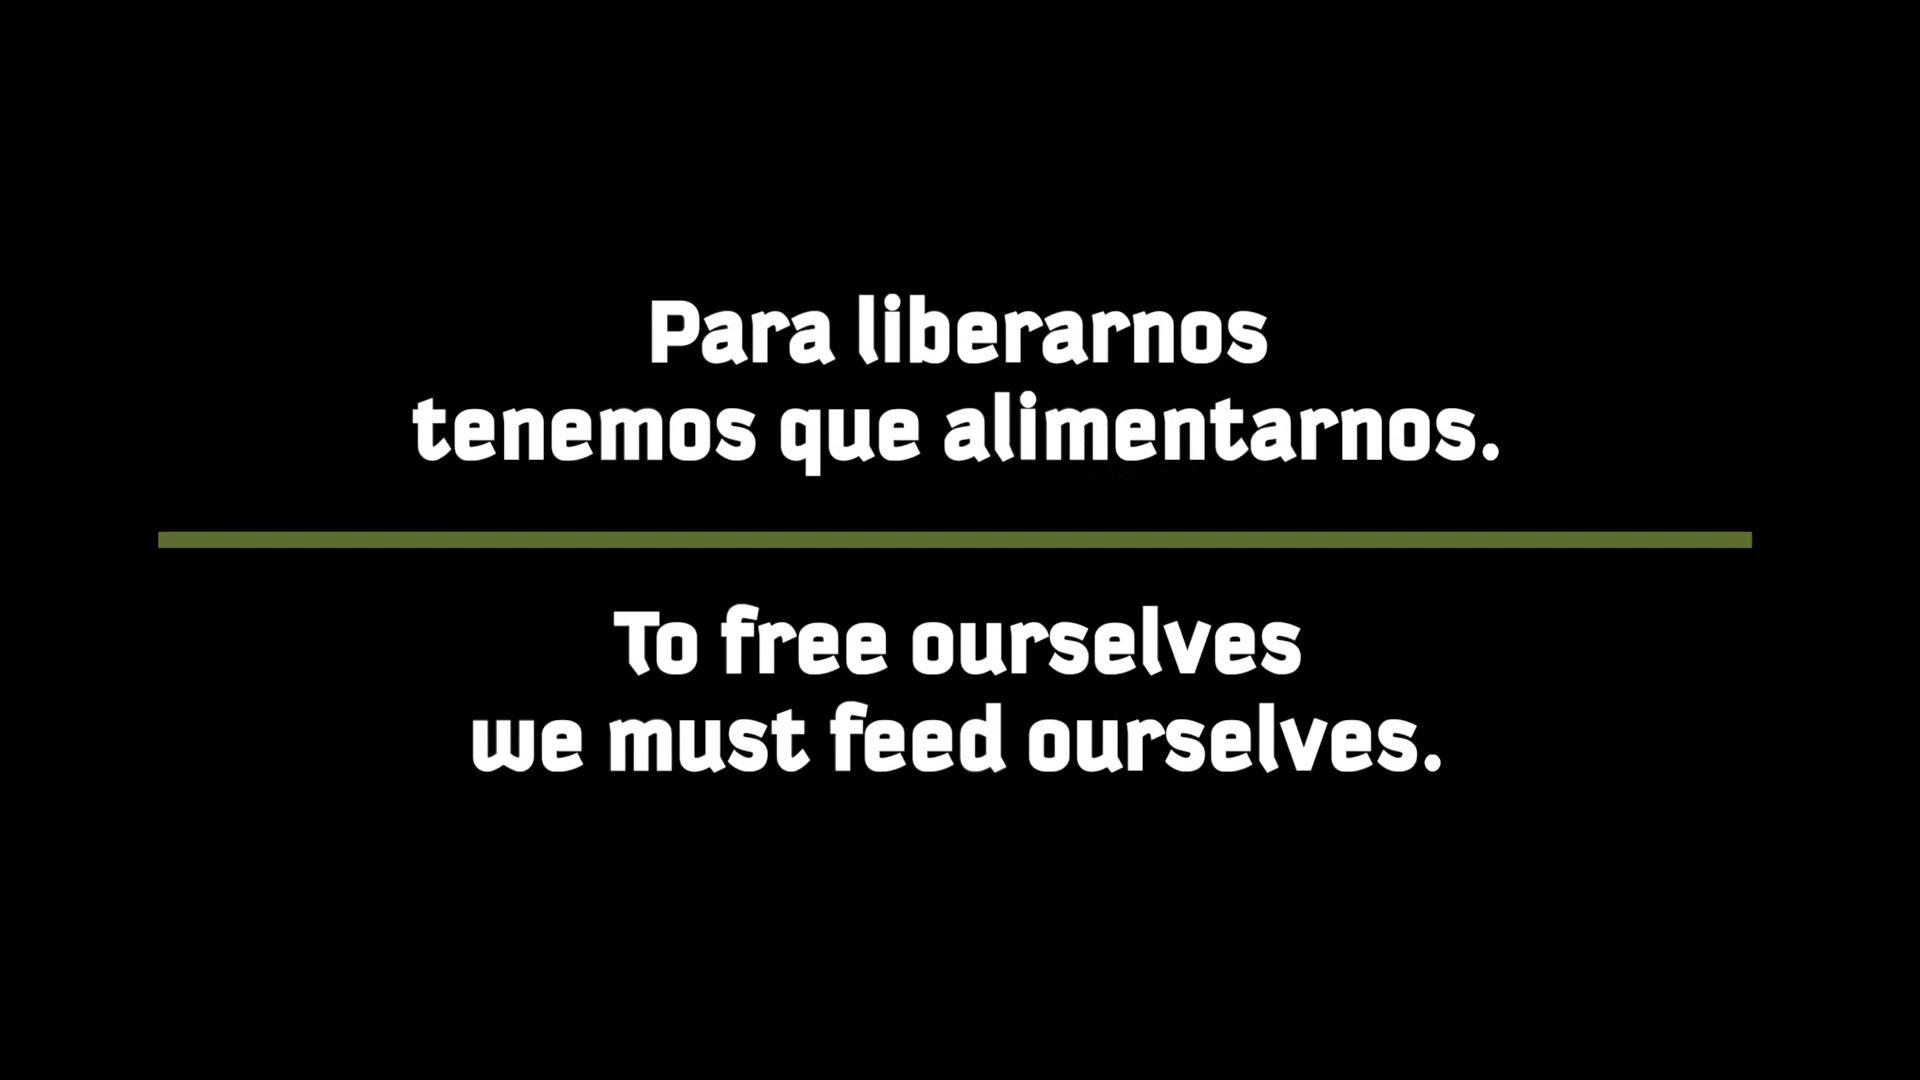 Para liberarnos
tenemos que alimentarnos.
To free ourselves
we must feed ourselves.